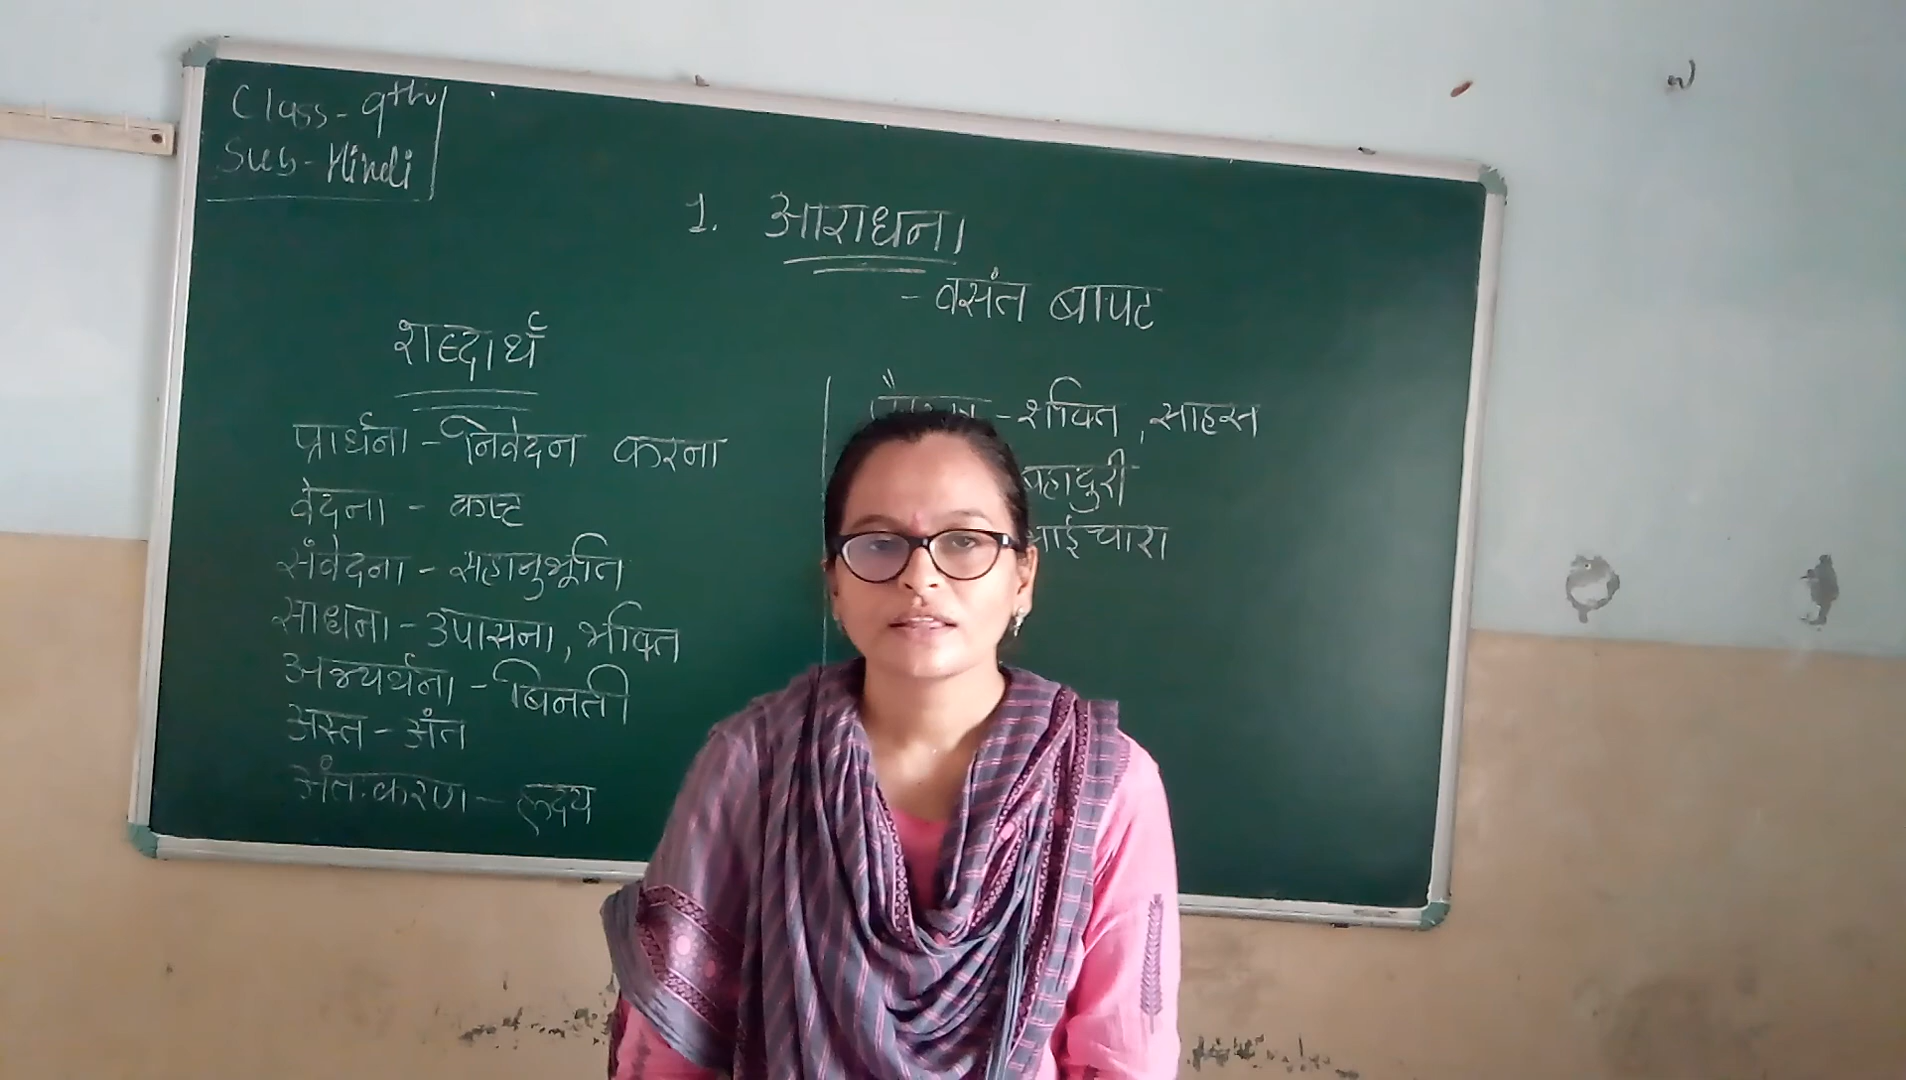 Class-9th
Sub-Hindi
1. आराधना
- वसंत बापट
शब्दार्थ
प्रार्थना - निवेदन करना
वेदना - कष्ट
संवेदना - सहानुभूति
साधना - उपासना, भक्ति
अभ्यर्थना - बिनती
अस्त - अंत
अंतःकरण - हृदय
- शक्ति, साहस
बहादुरी
भाईचारा